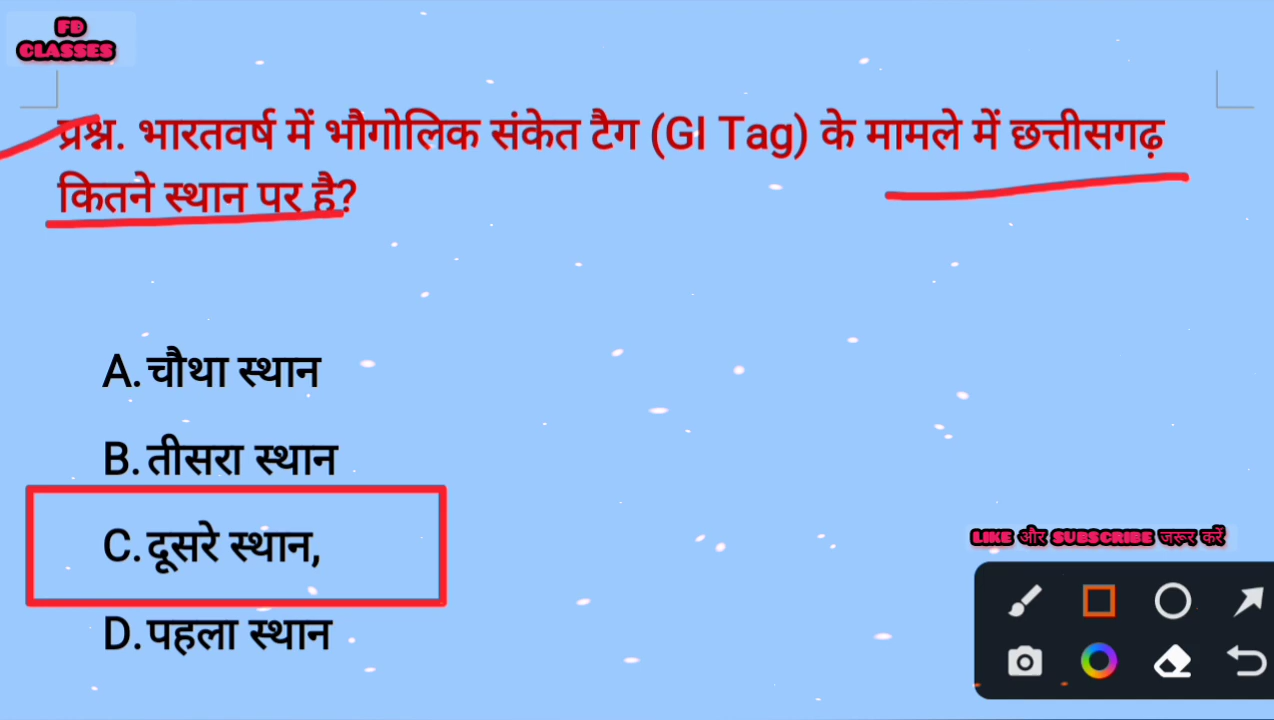 FD
CLASSES
प्रश्न. भारतवर्ष में भौगोलिक संकेत टैग (GI Tag) के मामले में छत्तीसगढ़
कितने स्थान पर है?
A. चौथा स्थान
B. तीसरा स्थान
C. दूसरे स्थान,
D. पहला स्थान
LIKE और SUBSCRIBE जरूर करें